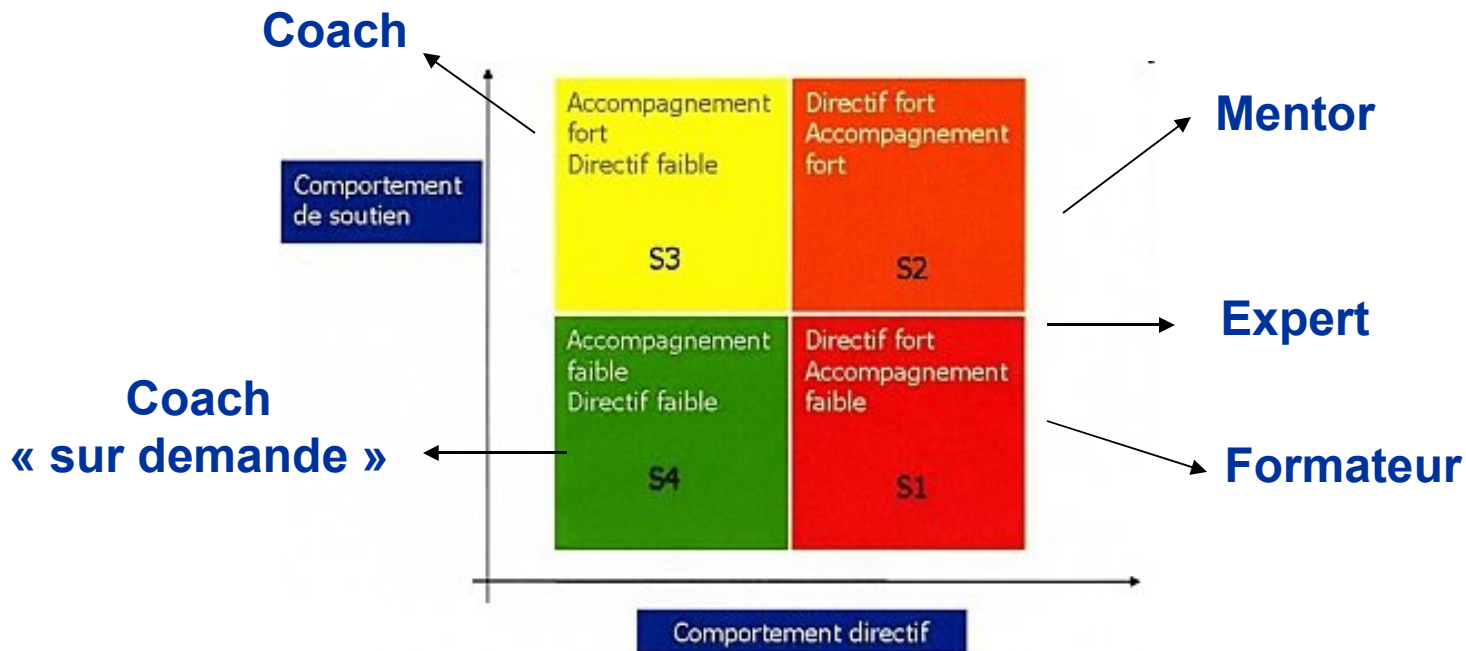 Coach
Accompagnement
fort
Directif faible
S3
Directif fort
Accompagnement
fort
S2
Mentor
Comportement
de soutien
Expert
Accompagnement
faible
Directif faible
S4
Directif fort
Accompagnement
faible
S1
Coach
« sur demande »
Formateur
Comportement directif